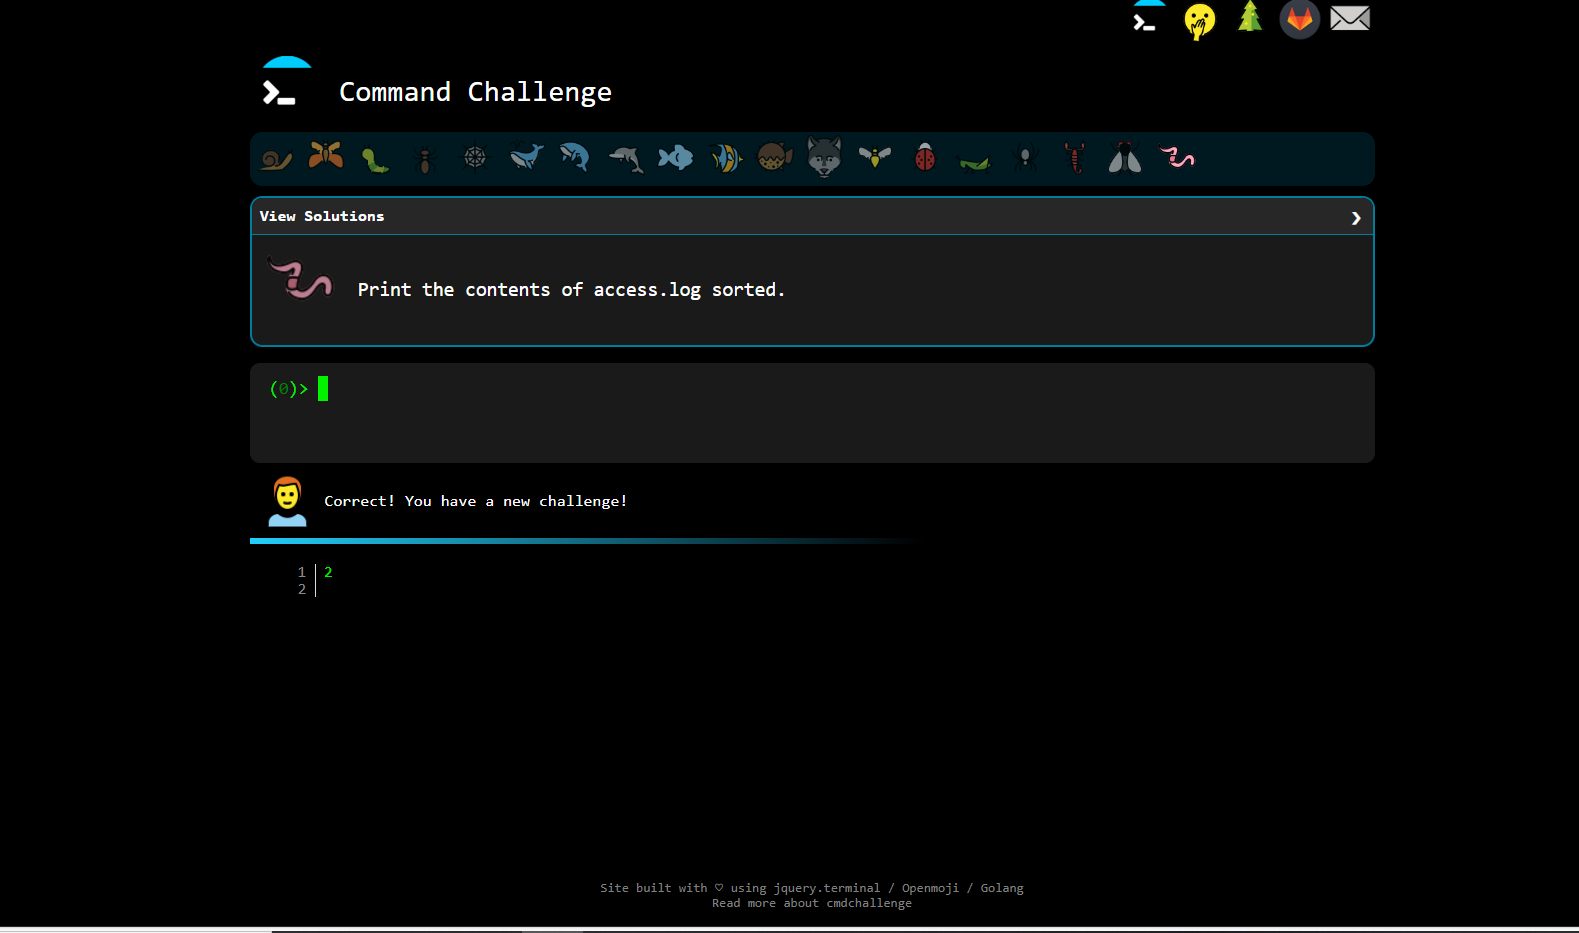 Command Challenge
View Solutions
Print the contents of access.log sorted.
(0)>
Correct! You have a new challenge!
1 2
2
Site built with ♡ using jquery.terminal / Openmoji / Golang
Read more about cmdchallenge